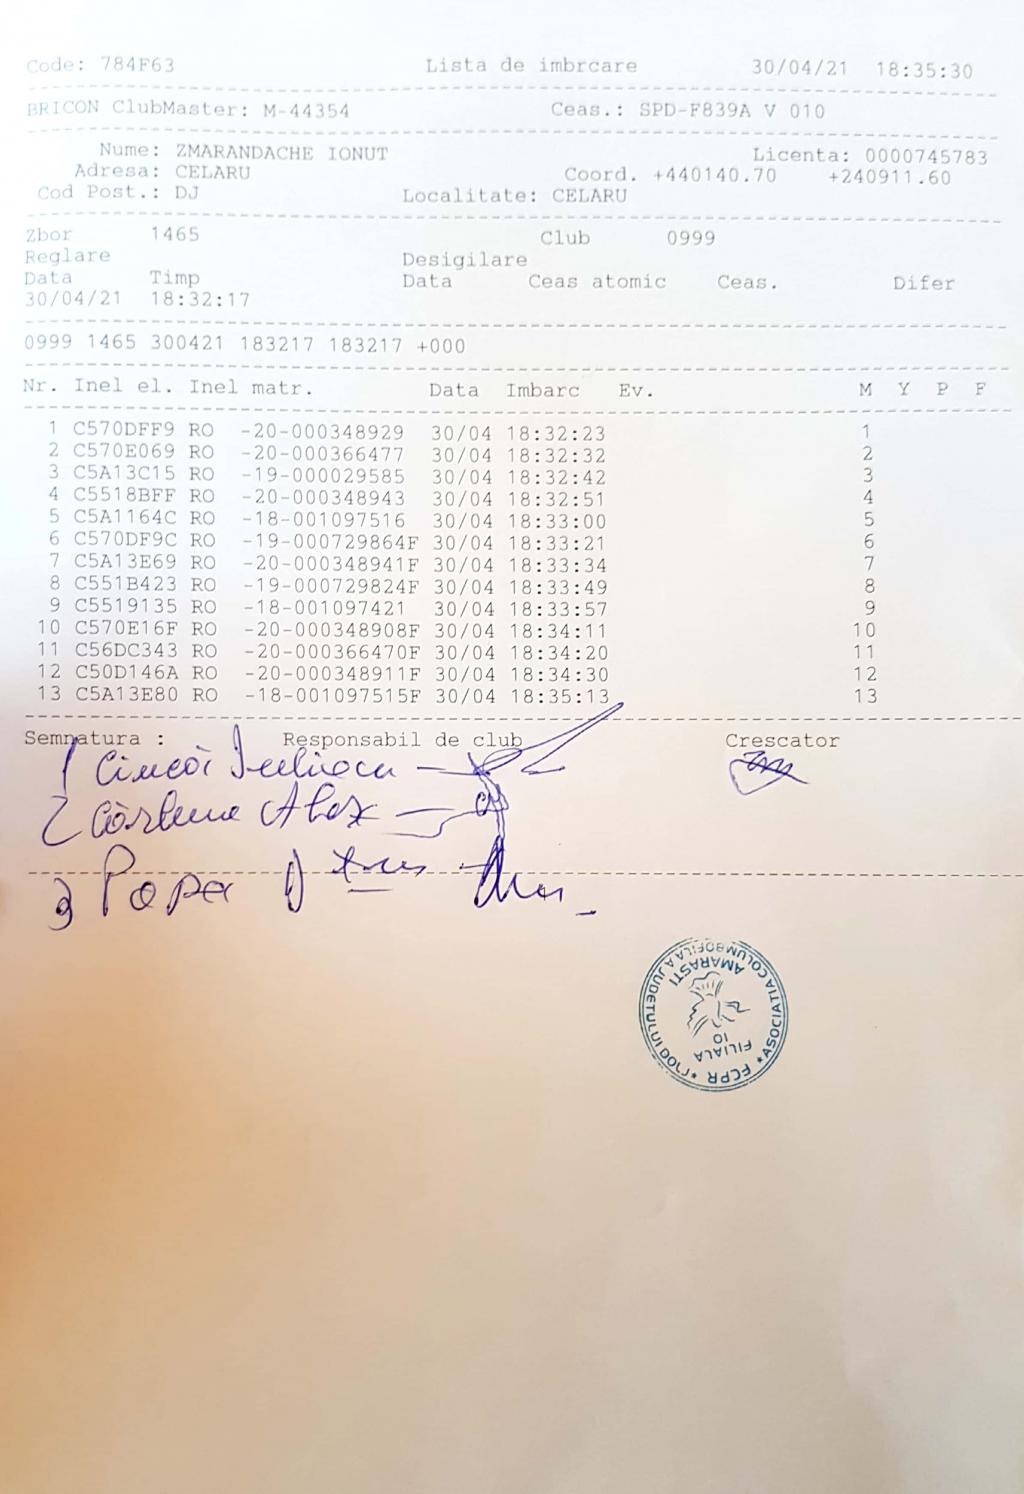 Code: 784F63 Lista de imbrcare 30/04/21 18:35:30
BRICON ClubMaster: M-44354 Ceas.: SPD-F839A V 010
Nume: ZMARANDACHE IONUT Licenta: 0000745783
Adresa: CELARU Coord. +440140.70 +240911.60
Cod Post.: DJ Localitate: CELARU
Zbor 1465 Club 0999
Reglare Desigilare
Data Timp Data Ceas atomic Ceas. Difer
30/04/21 18:32:17
0999 1465 300421 183217 183217 +000
Nr. Inel el. Inel matr. Data Imbarc Ev. M Y P F
1 C570DFF9 RO -20-000348929 30/04 18:32:23 1
2 C570E069 RO -20-000366477 30/04 18:32:32 2
3 C5A13C15 RO -19-000029585 30/04 18:32:42 3
4 C5518BFF RO -20-000348943 30/04 18:32:51 4
5 C5A1164C RO -18-001097516 30/04 18:33:00 5
6 C570DF9C RO -19-000729864F 30/04 18:33:21 6
7 C5A13E69 RO -20-000348941F 30/04 18:33:34 7
8 C551B423 RO -19-000729824F 30/04 18:33:49 8
9 C5519135 RO -18-001097421 30/04 18:33:57 9
10 C570E16F RO -20-000348908F 30/04 18:34:11 10
11 C56DC343 RO -20-000366470F 30/04 18:34:20 11
12 C50D146A RO -20-000348911F 30/04 18:34:30 12
13 C5A13E80 RO -18-001097515F 30/04 18:35:13 13
Semnatura : Responsabil de club Crescator
1
2 Alex
3 Popa
* ASOCIATIA COLUMBOFILA A JUDETULUI DOLJ * FCPR
AMARASTI
FILIALA
10